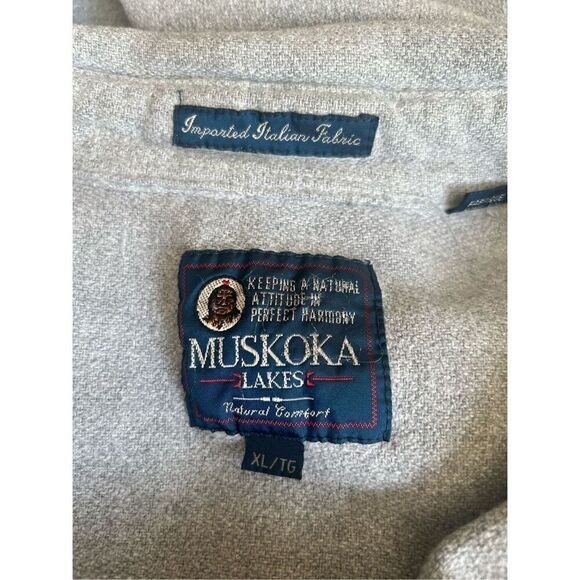 Imported Italian Fabric
KEEPING A NATURAL
ATTITUDE IN
PERFECT HARMONY
MUSKOKA
LAKES
Natural Comfort
XL/TG